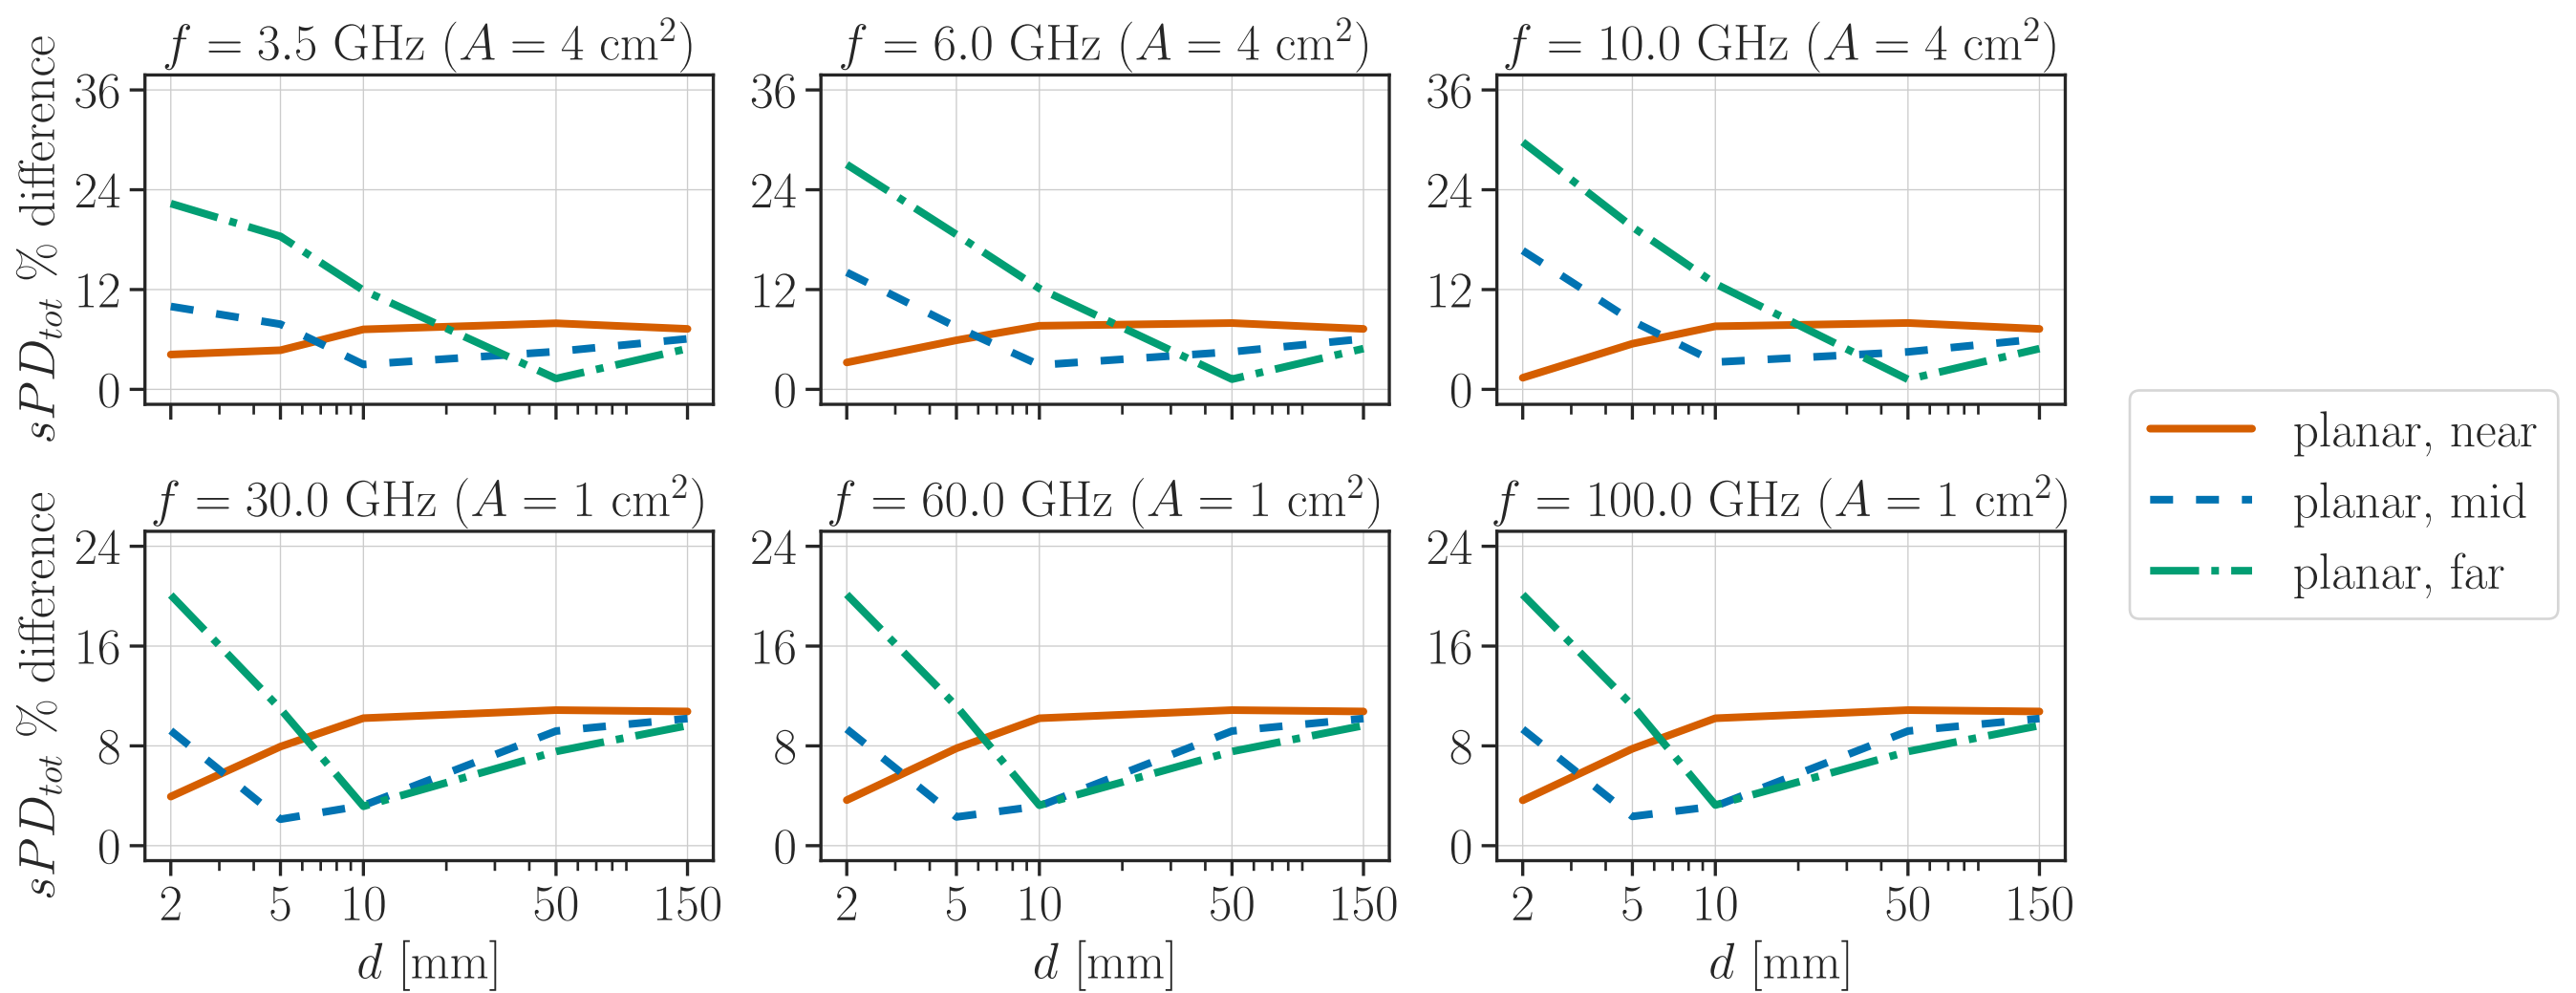 f = 3.5 GHz (A = 4 cm²)
f = 6.0 GHz (A = 4 cm²)
f = 10.0 GHz (A = 4 cm²)
sPD_tot % difference
36
24
12
0
36
24
12
0
36
24
12
0
planar, near
planar, mid
planar, far
f = 30.0 GHz (A = 1 cm²)
f = 60.0 GHz (A = 1 cm²)
f = 100.0 GHz (A = 1 cm²)
sPD_tot % difference
24
16
8
0
24
16
8
0
24
16
8
0
2 5 10 50 150
2 5 10 50 150
2 5 10 50 150
d [mm]
d [mm]
d [mm]